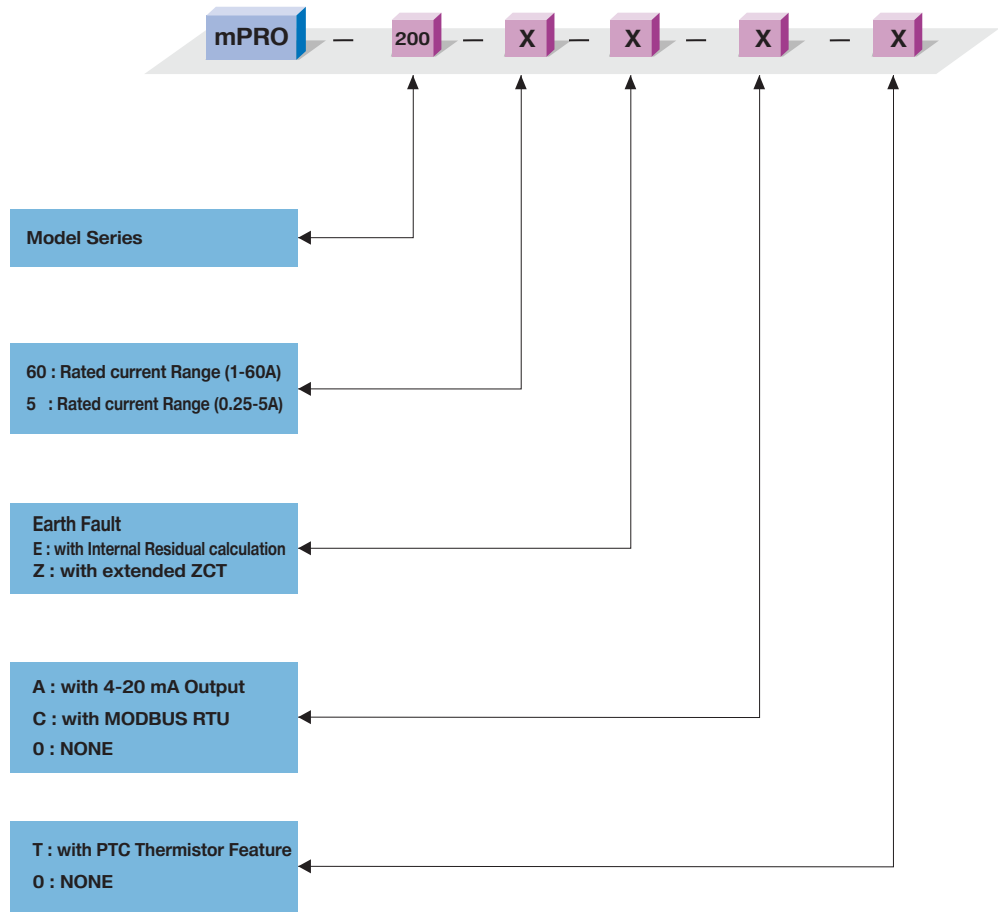 mPRO – 200 – X – X – X – X
Model Series
60 : Rated current Range (1-60A)
5 : Rated current Range (0.25-5A)
Earth Fault
E : with Internal Residual calculation
Z : with extended ZCT
A : with 4-20 mA Output
C : with MODBUS RTU
0 : NONE
T : with PTC Thermistor Feature
0 : NONE